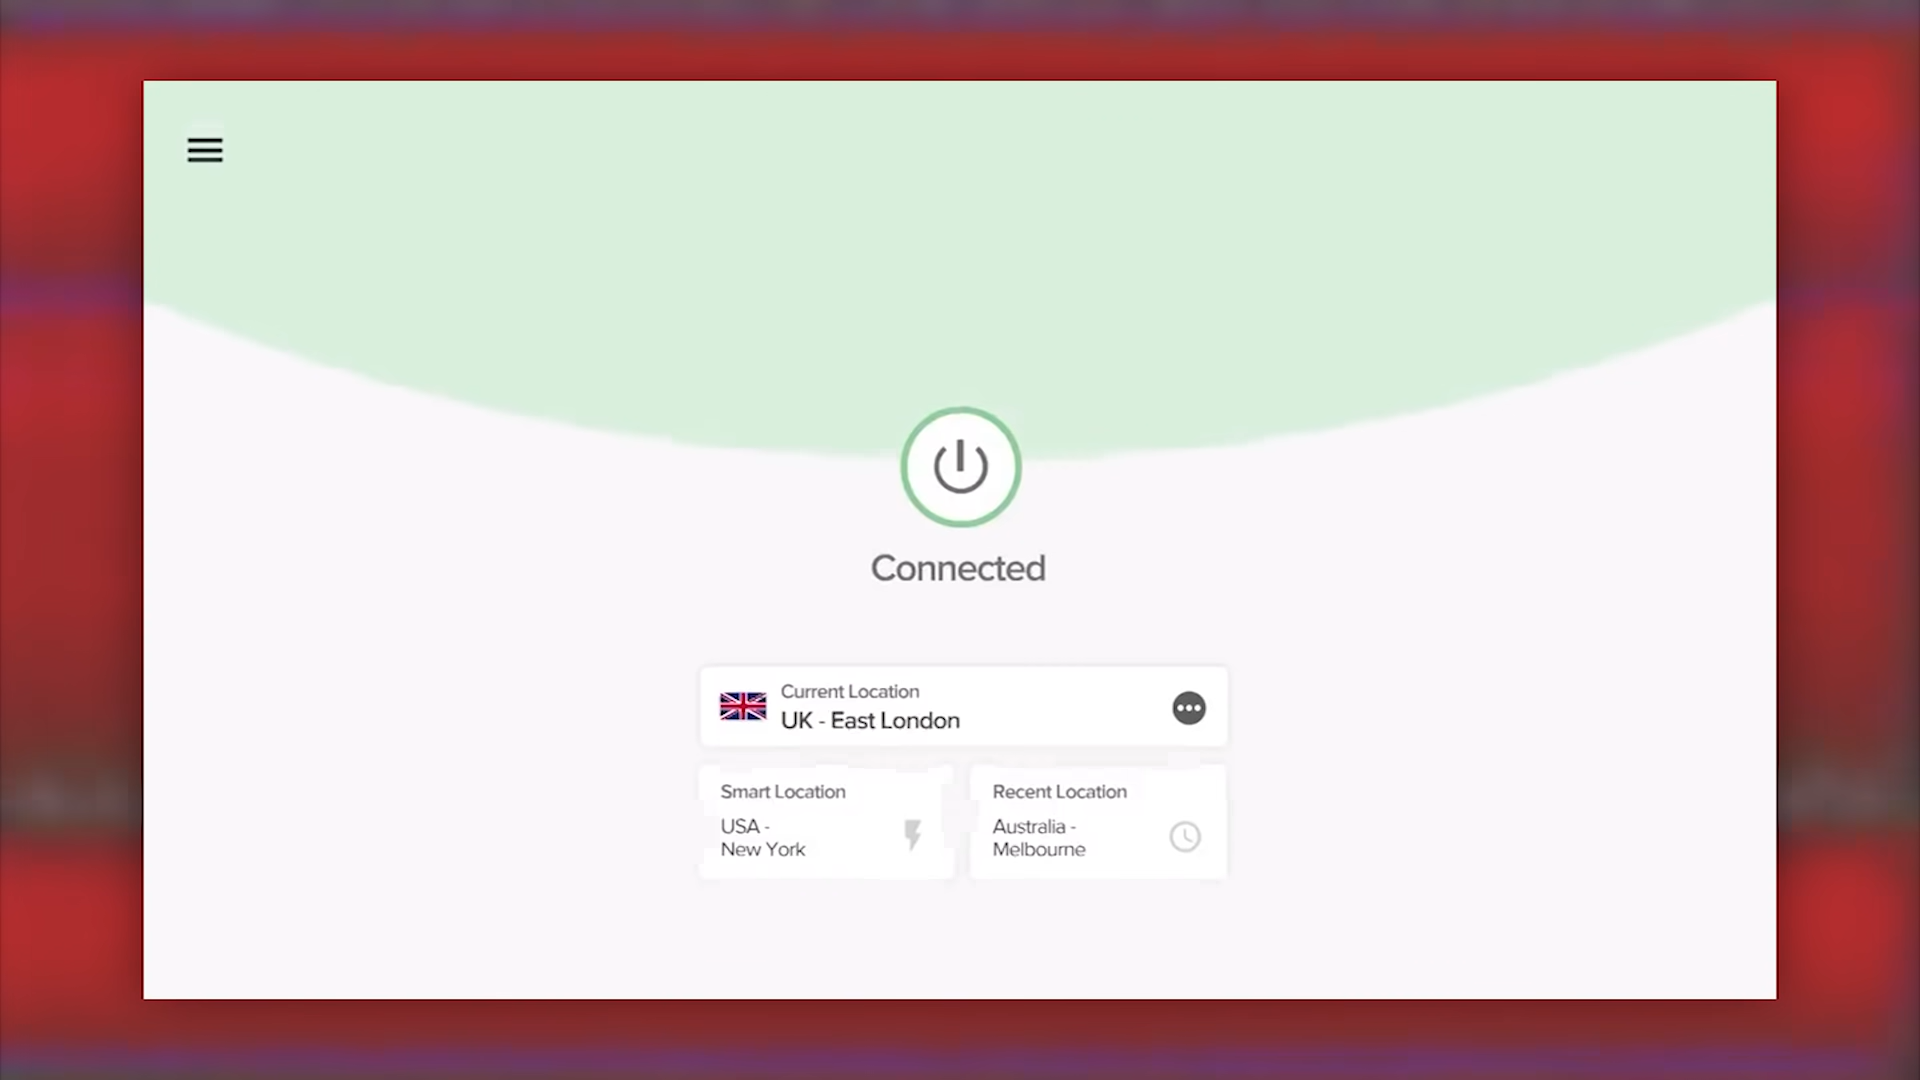 Connected
Current Location
UK - East London
Smart Location
USA -
New York
Recent Location
Australia -
Melbourne